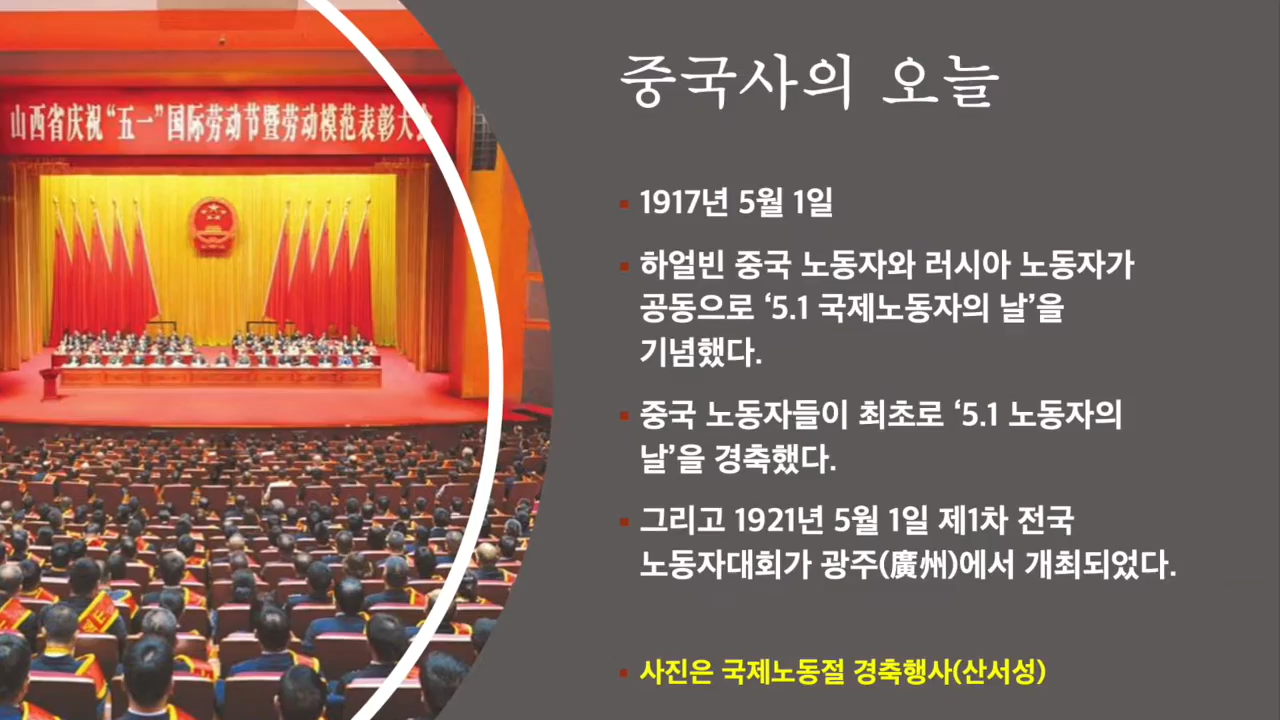 山西省庆祝“五一”国际劳动节暨劳动模范表彰大会
중국사의 오늘
1917년 5월 1일
하얼빈 중국 노동자와 러시아 노동자가
공동으로 ‘5.1 국제노동자의 날’을
기념했다.
중국 노동자들이 최초로 ‘5.1 노동자의
날’을 경축했다.
그리고 1921년 5월 1일 제1차 전국
노동자대회가 광주(廣州)에서 개최되었다.
사진은 국제노동절 경축행사(산서성)